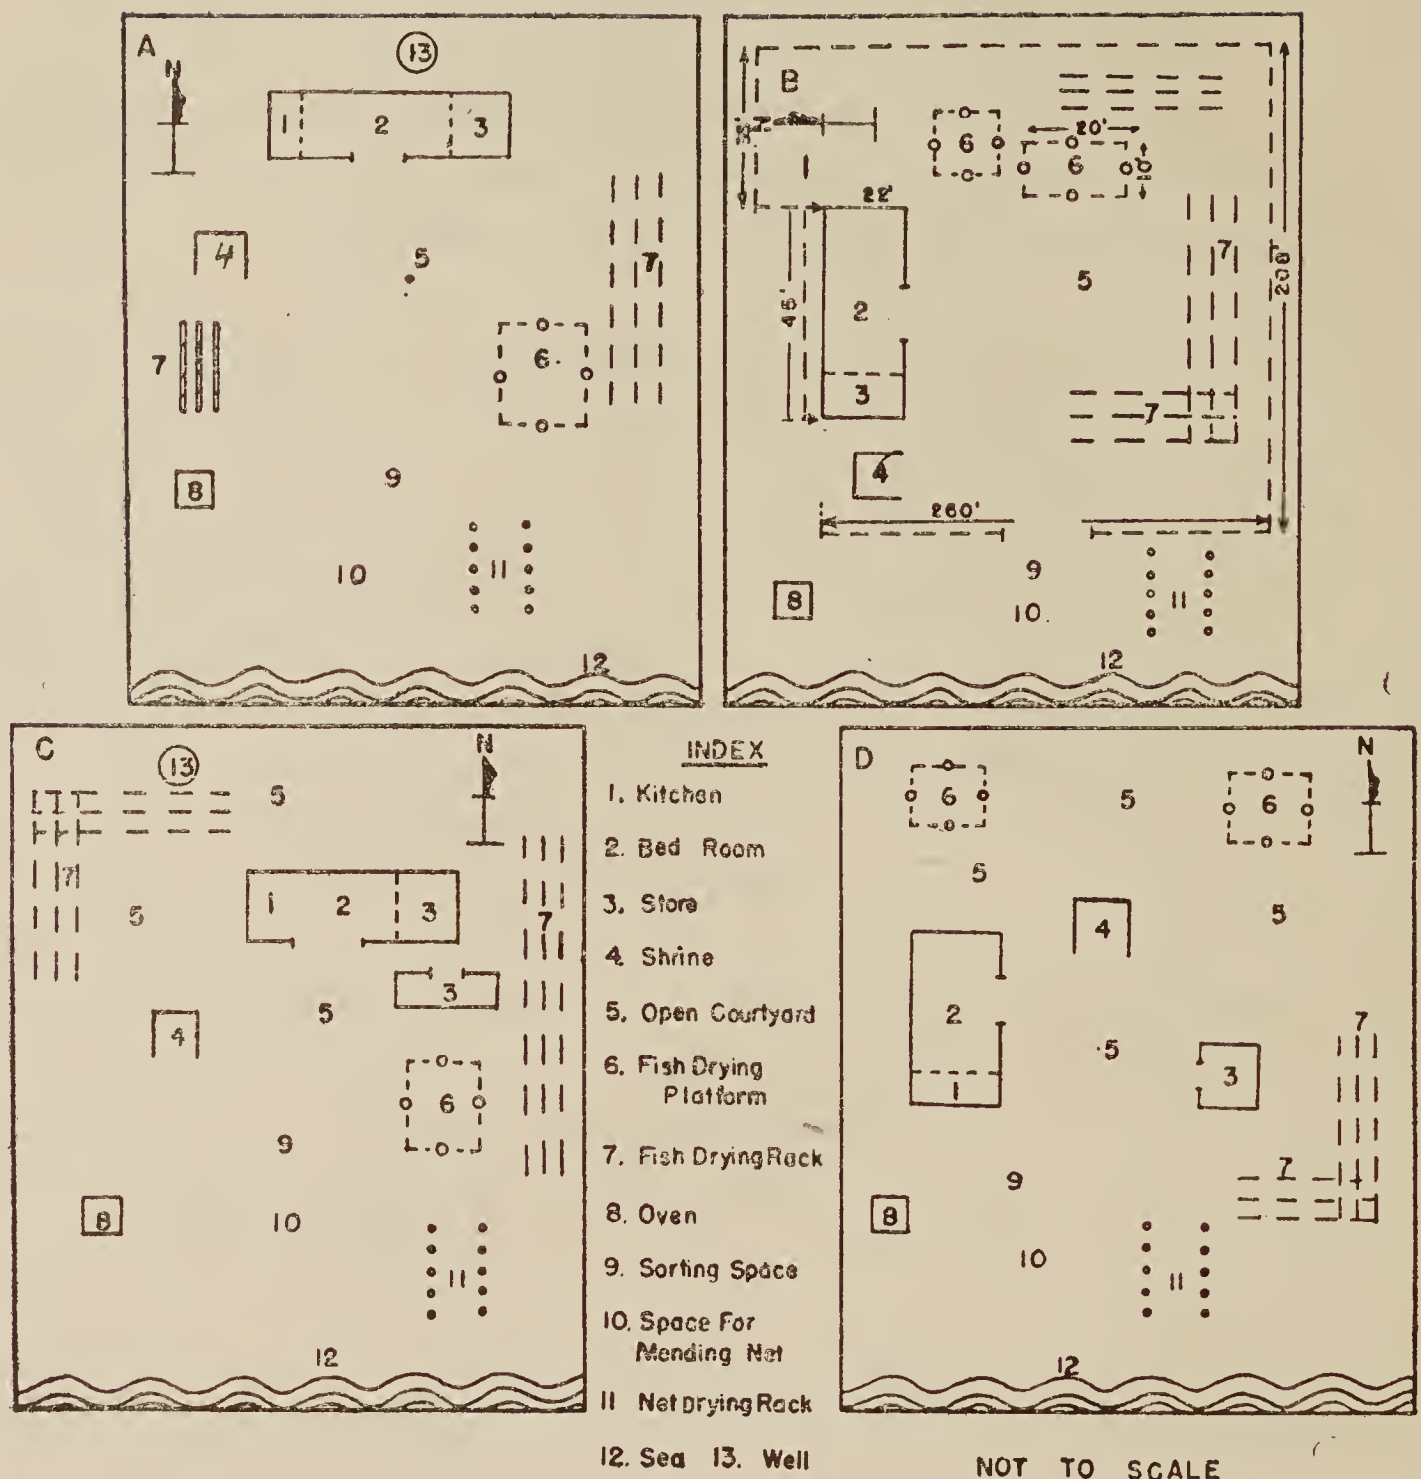 A
13
N
1 2 3
5
4
7
7
6
8
9
10
11
12
B
N
20'
6
6
1
22'
7
5
208'
45'
2
3
7
4
260'
9
8
10.
11
12
C
13
N
5
1 2 3
7
7
5
3
5
4
6
9
8
10
11
12
INDEX
1. Kitchen
2. Bed Room
3. Store
4. Shrine
5. Open Courtyard
6. Fish Drying
Platform
7. Fish Drying Rack
8. Oven
9. Sorting Space
10. Space For
Mending Net
11 Net Drying Rack
12. Sea 13. Well
D
N
6
5
6
5
4
5
2
5
7
3
1
9
7
8
10
11
12
NOT TO SCALE